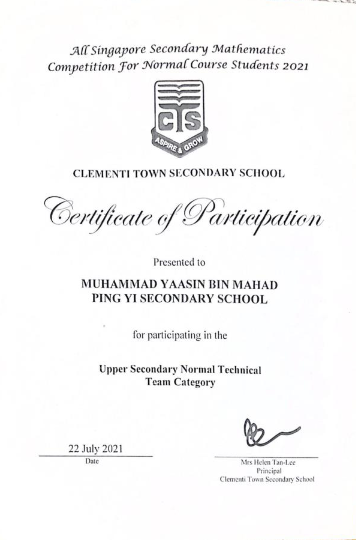 All Singapore Secondary Mathematics
Competition For Normal Course Students 2021
CTS
ASPIRE & GROW
CLEMENTI TOWN SECONDARY SCHOOL
Certificate of Participation
Presented to
MUHAMMAD YAASIN BIN MAHAD
PING YI SECONDARY SCHOOL
for participating in the
Upper Secondary Normal Technical
Team Category
22 July 2021
Date
Mrs Helen Tan-Lee
Principal
Clementi Town Secondary School